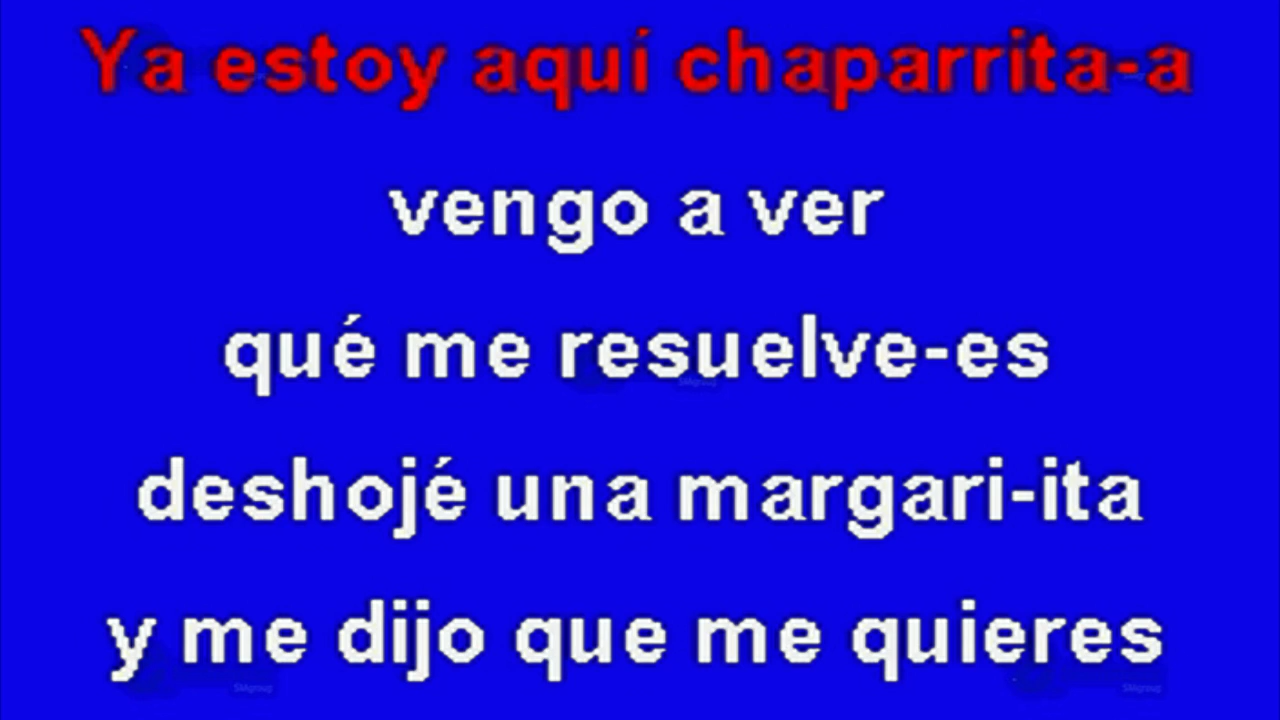 Ya estoy aquí chaparrita-a
vengo a ver
qué me resuelve-es
deshojé una margari-ita
y me dijo que me quieres